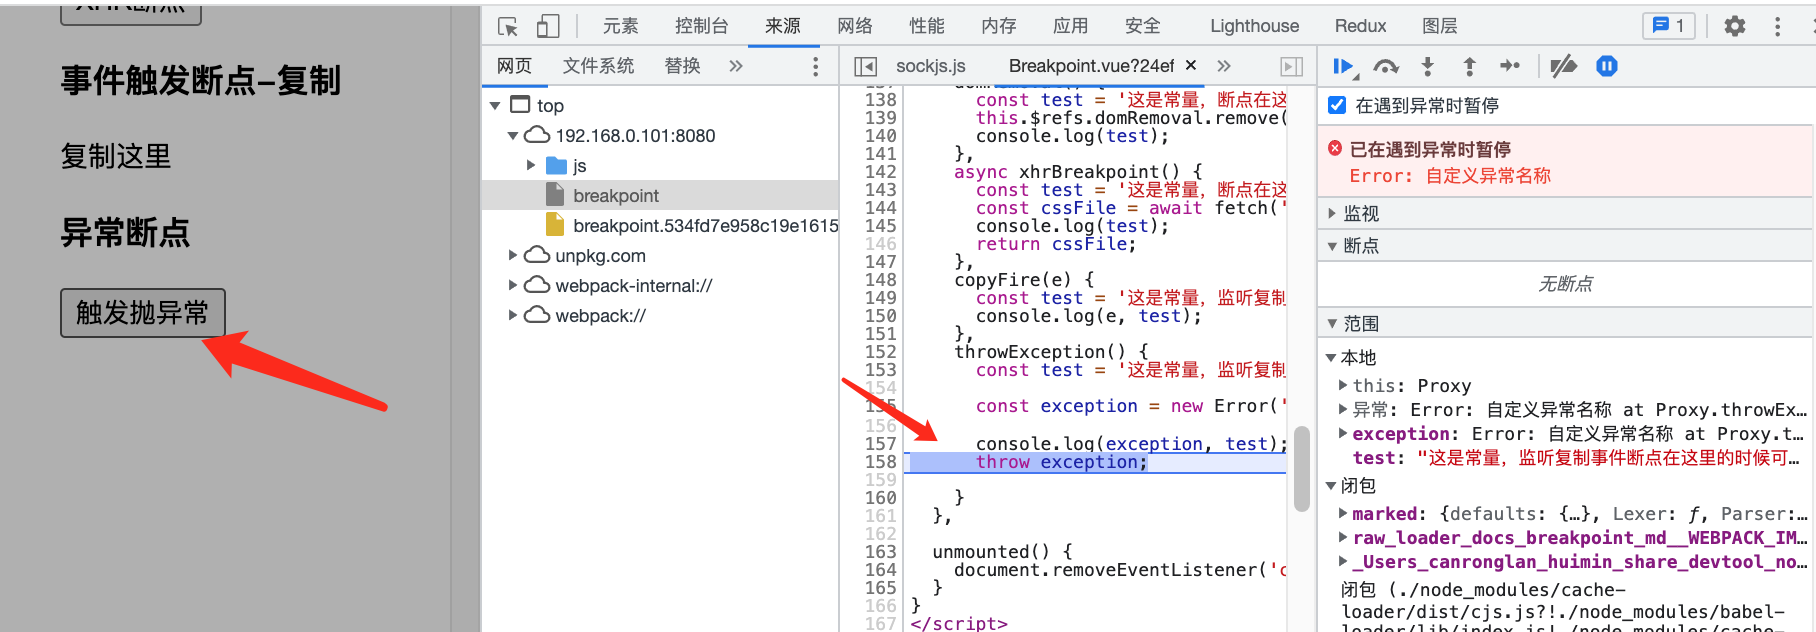 XHR断点
事件触发断点-复制
复制这里
异常断点
触发抛异常
元素 控制台 来源 网络 性能 内存 应用 安全 Lighthouse Redux 图层 1
网页 文件系统 替换 »
top
192.168.0.101:8080
js
breakpoint
breakpoint.534fd7e958c19e1615
unpkg.com
webpack-internal://
webpack://
sockjs.js Breakpoint.vue?24ef × »
137
138 const test = '这是常量, 断点在这
139 this.$refs.domRemoval.remove(
140 console.log(test);
141 },
142 async xhrBreakpoint() {
143 const test = '这是常量, 断点在这
144 const cssFile = await fetch('
145 console.log(test);
146 return cssFile;
147 },
148 copyFire(e) {
149 const test = '这是常量, 监听复制
150 console.log(e, test);
151 },
152 throwException() {
153 const test = '这是常量, 监听复制
154
155 const exception = new Error('
156
157 console.log(exception, test);
158 throw exception;
159
160 }
161 },
162
163 unmounted() {
164 document.removeEventListener('c
165 }
166 }
167 </script>
在遇到异常时暂停
已在遇到异常时暂停
Error: 自定义异常名称
监视
断点
无断点
范围
本地
this: Proxy
异常: Error: 自定义异常名称 at Proxy.throwEx…
exception: Error: 自定义异常名称 at Proxy.t…
test: "这是常量, 监听复制事件断点在这里的时候可…
闭包
marked: {defaults: {…}, Lexer: ƒ, Parser:…
raw_loader_docs_breakpoint_md__WEBPACK_IM…
_Users_canronglan_huimin_share_devtool_no…
闭包 (./node_modules/cache-
loader/dist/cjs.js?!./node_modules/babel-
loader/lib/index.js!./node_modules/cache-